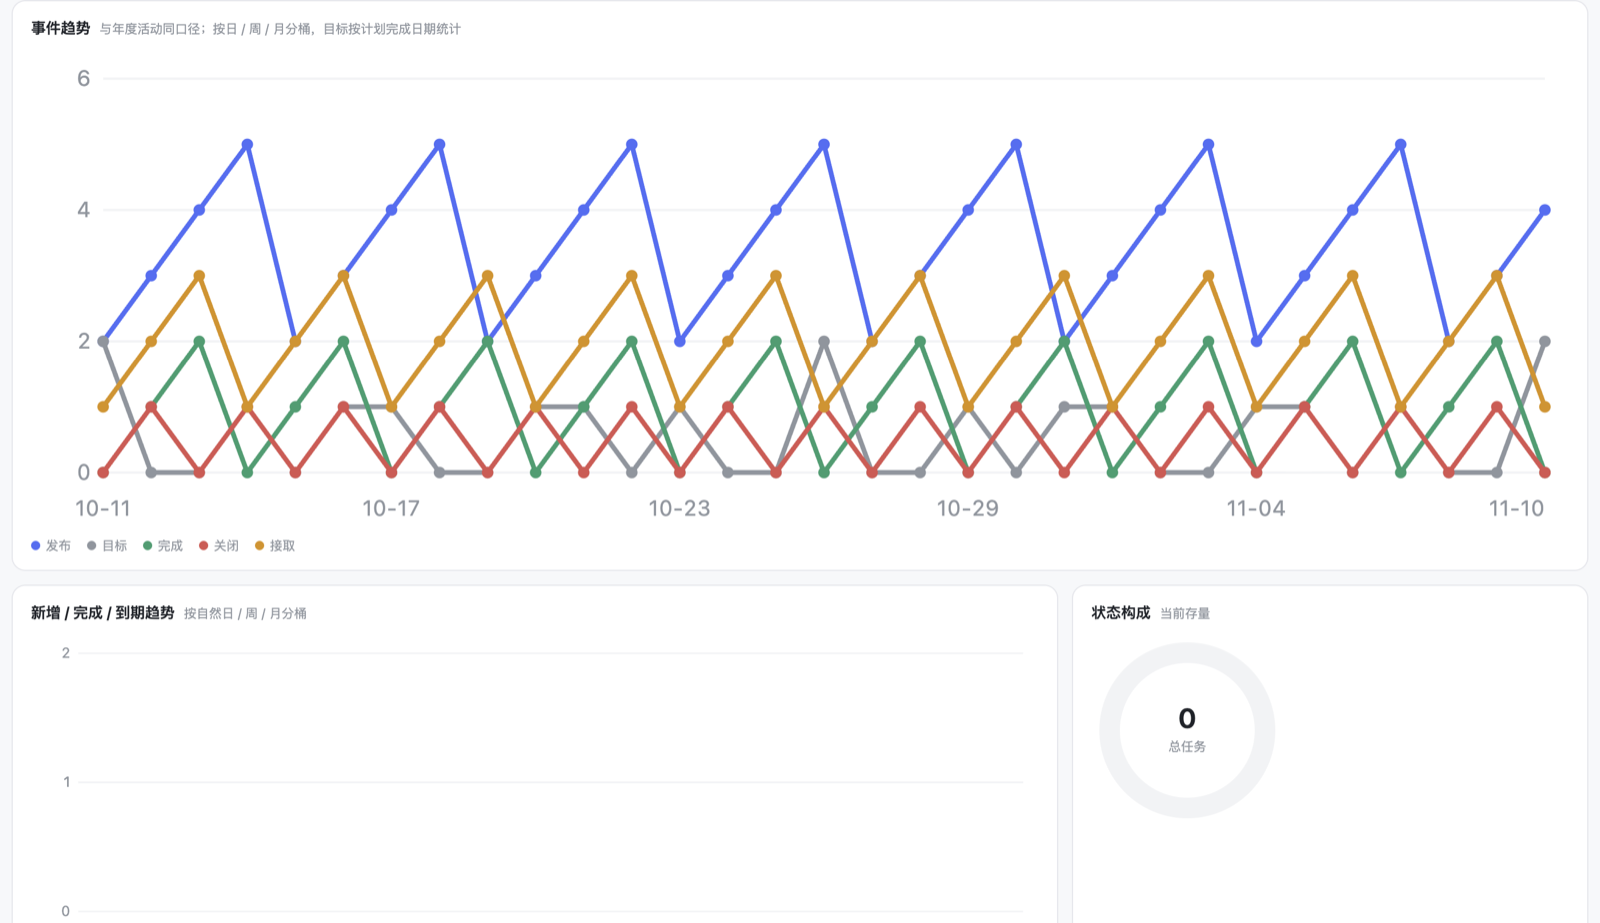 事件趋势 与年度活动同口径；按日 / 周 / 月分桶，目标按计划完成日期统计
6
4
2
0
10-11 10-17 10-23 10-29 11-04 11-10
发布 目标 完成 关闭 接取
新增 / 完成 / 到期趋势 按自然日 / 周 / 月分桶
2
1
0
状态构成 当前存量
0
总任务